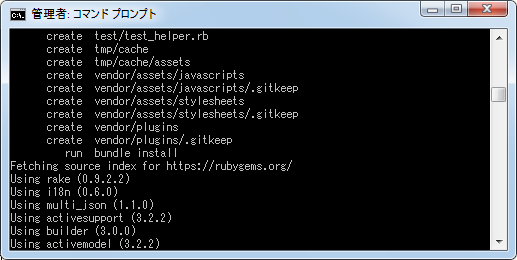 管理者: コマンド プロンプト
create test/test_helper.rb
create tmp/cache
create tmp/cache/assets
create vendor/assets/javascripts
create vendor/assets/javascripts/.gitkeep
create vendor/assets/stylesheets
create vendor/assets/stylesheets/.gitkeep
create vendor/plugins
create vendor/plugins/.gitkeep
run bundle install
Fetching source index for https://rubygems.org/
Using rake (0.9.2.2)
Using i18n (0.6.0)
Using multi_json (1.1.0)
Using activesupport (3.2.2)
Using builder (3.0.0)
Using activemodel (3.2.2)